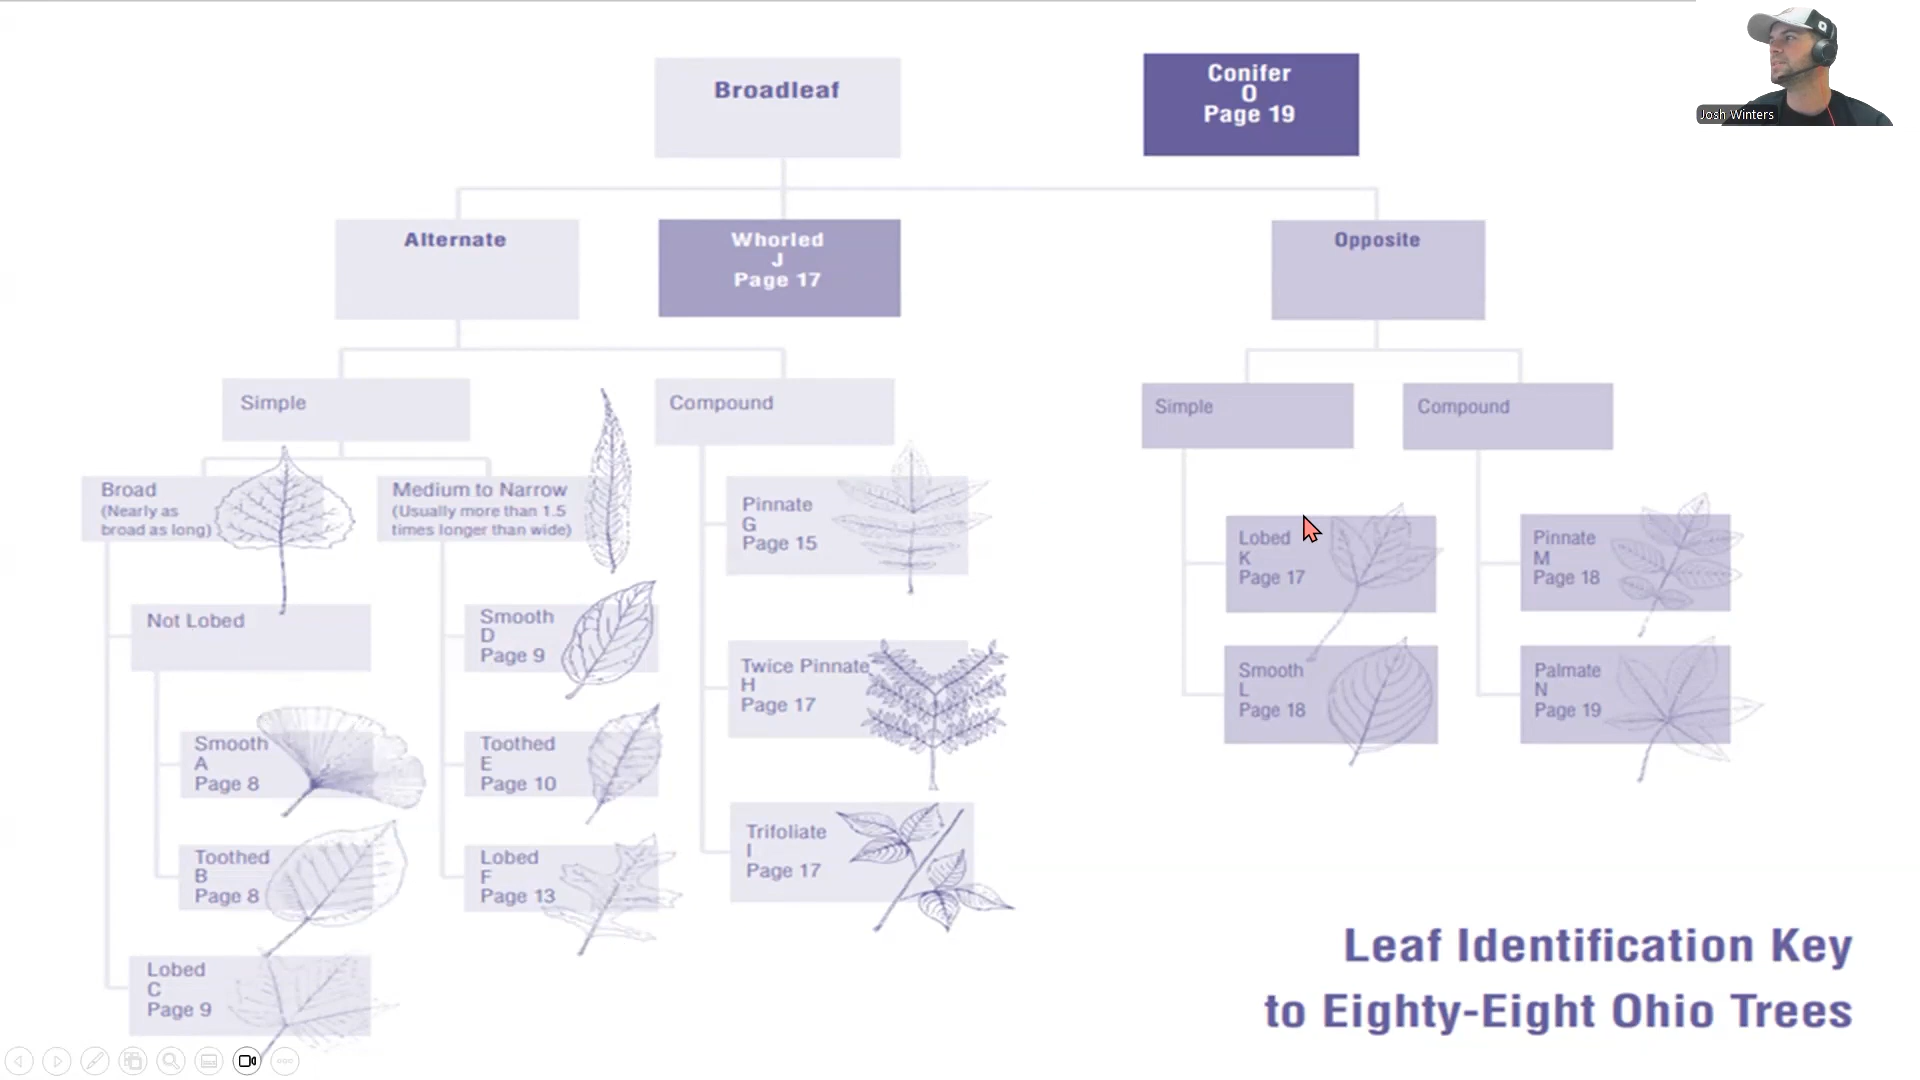 Broadleaf
Conifer
O
Page 19
Josh Winters
Alternate
Whorled
J
Page 17
Opposite
Simple
Compound
Simple
Compound
Broad
(Nearly as
broad as long)
Medium to Narrow
(Usually more than 1.5
times longer than wide)
Pinnate
G
Page 15
Lobed
K
Page 17
Pinnate
M
Page 18
Not Lobed
Smooth
D
Page 9
Twice Pinnate
H
Page 17
Smooth
L
Page 18
Palmate
N
Page 19
Smooth
A
Page 8
Toothed
E
Page 10
Trifoliate
I
Page 17
Toothed
B
Page 8
Lobed
F
Page 13
Lobed
C
Page 9
Leaf Identification Key
to Eighty-Eight Ohio Trees